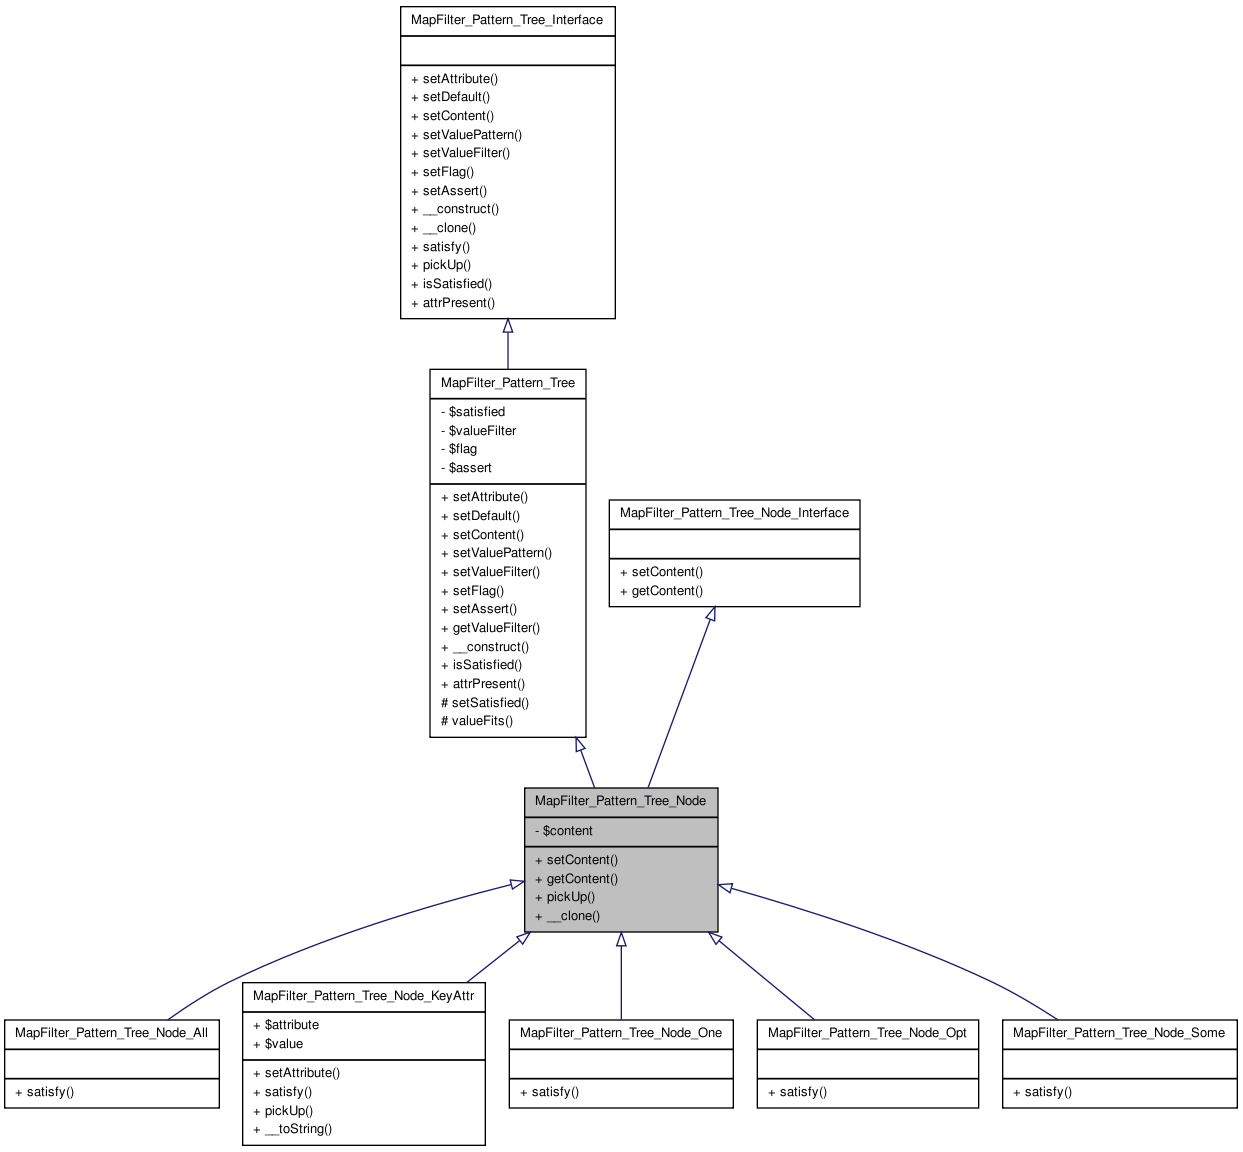 MapFilter_Pattern_Tree_Interface
+ setAttribute()
+ setDefault()
+ setContent()
+ setValuePattern()
+ setValueFilter()
+ setFlag()
+ setAssert()
+ __construct()
+ __clone()
+ satisfy()
+ pickUp()
+ isSatisfied()
+ attrPresent()
MapFilter_Pattern_Tree
- $satisfied
- $valueFilter
- $flag
- $assert
+ setAttribute()
+ setDefault()
+ setContent()
+ setValuePattern()
+ setValueFilter()
+ setFlag()
+ setAssert()
+ getValueFilter()
+ __construct()
+ isSatisfied()
+ attrPresent()
# setSatisfied()
# valueFits()
MapFilter_Pattern_Tree_Node_Interface
+ setContent()
+ getContent()
MapFilter_Pattern_Tree_Node
- $content
+ setContent()
+ getContent()
+ pickUp()
+ __clone()
MapFilter_Pattern_Tree_Node_All
+ satisfy()
MapFilter_Pattern_Tree_Node_KeyAttr
+ $attribute
+ $value
+ setAttribute()
+ satisfy()
+ pickUp()
+ __toString()
MapFilter_Pattern_Tree_Node_One
+ satisfy()
MapFilter_Pattern_Tree_Node_Opt
+ satisfy()
MapFilter_Pattern_Tree_Node_Some
+ satisfy()